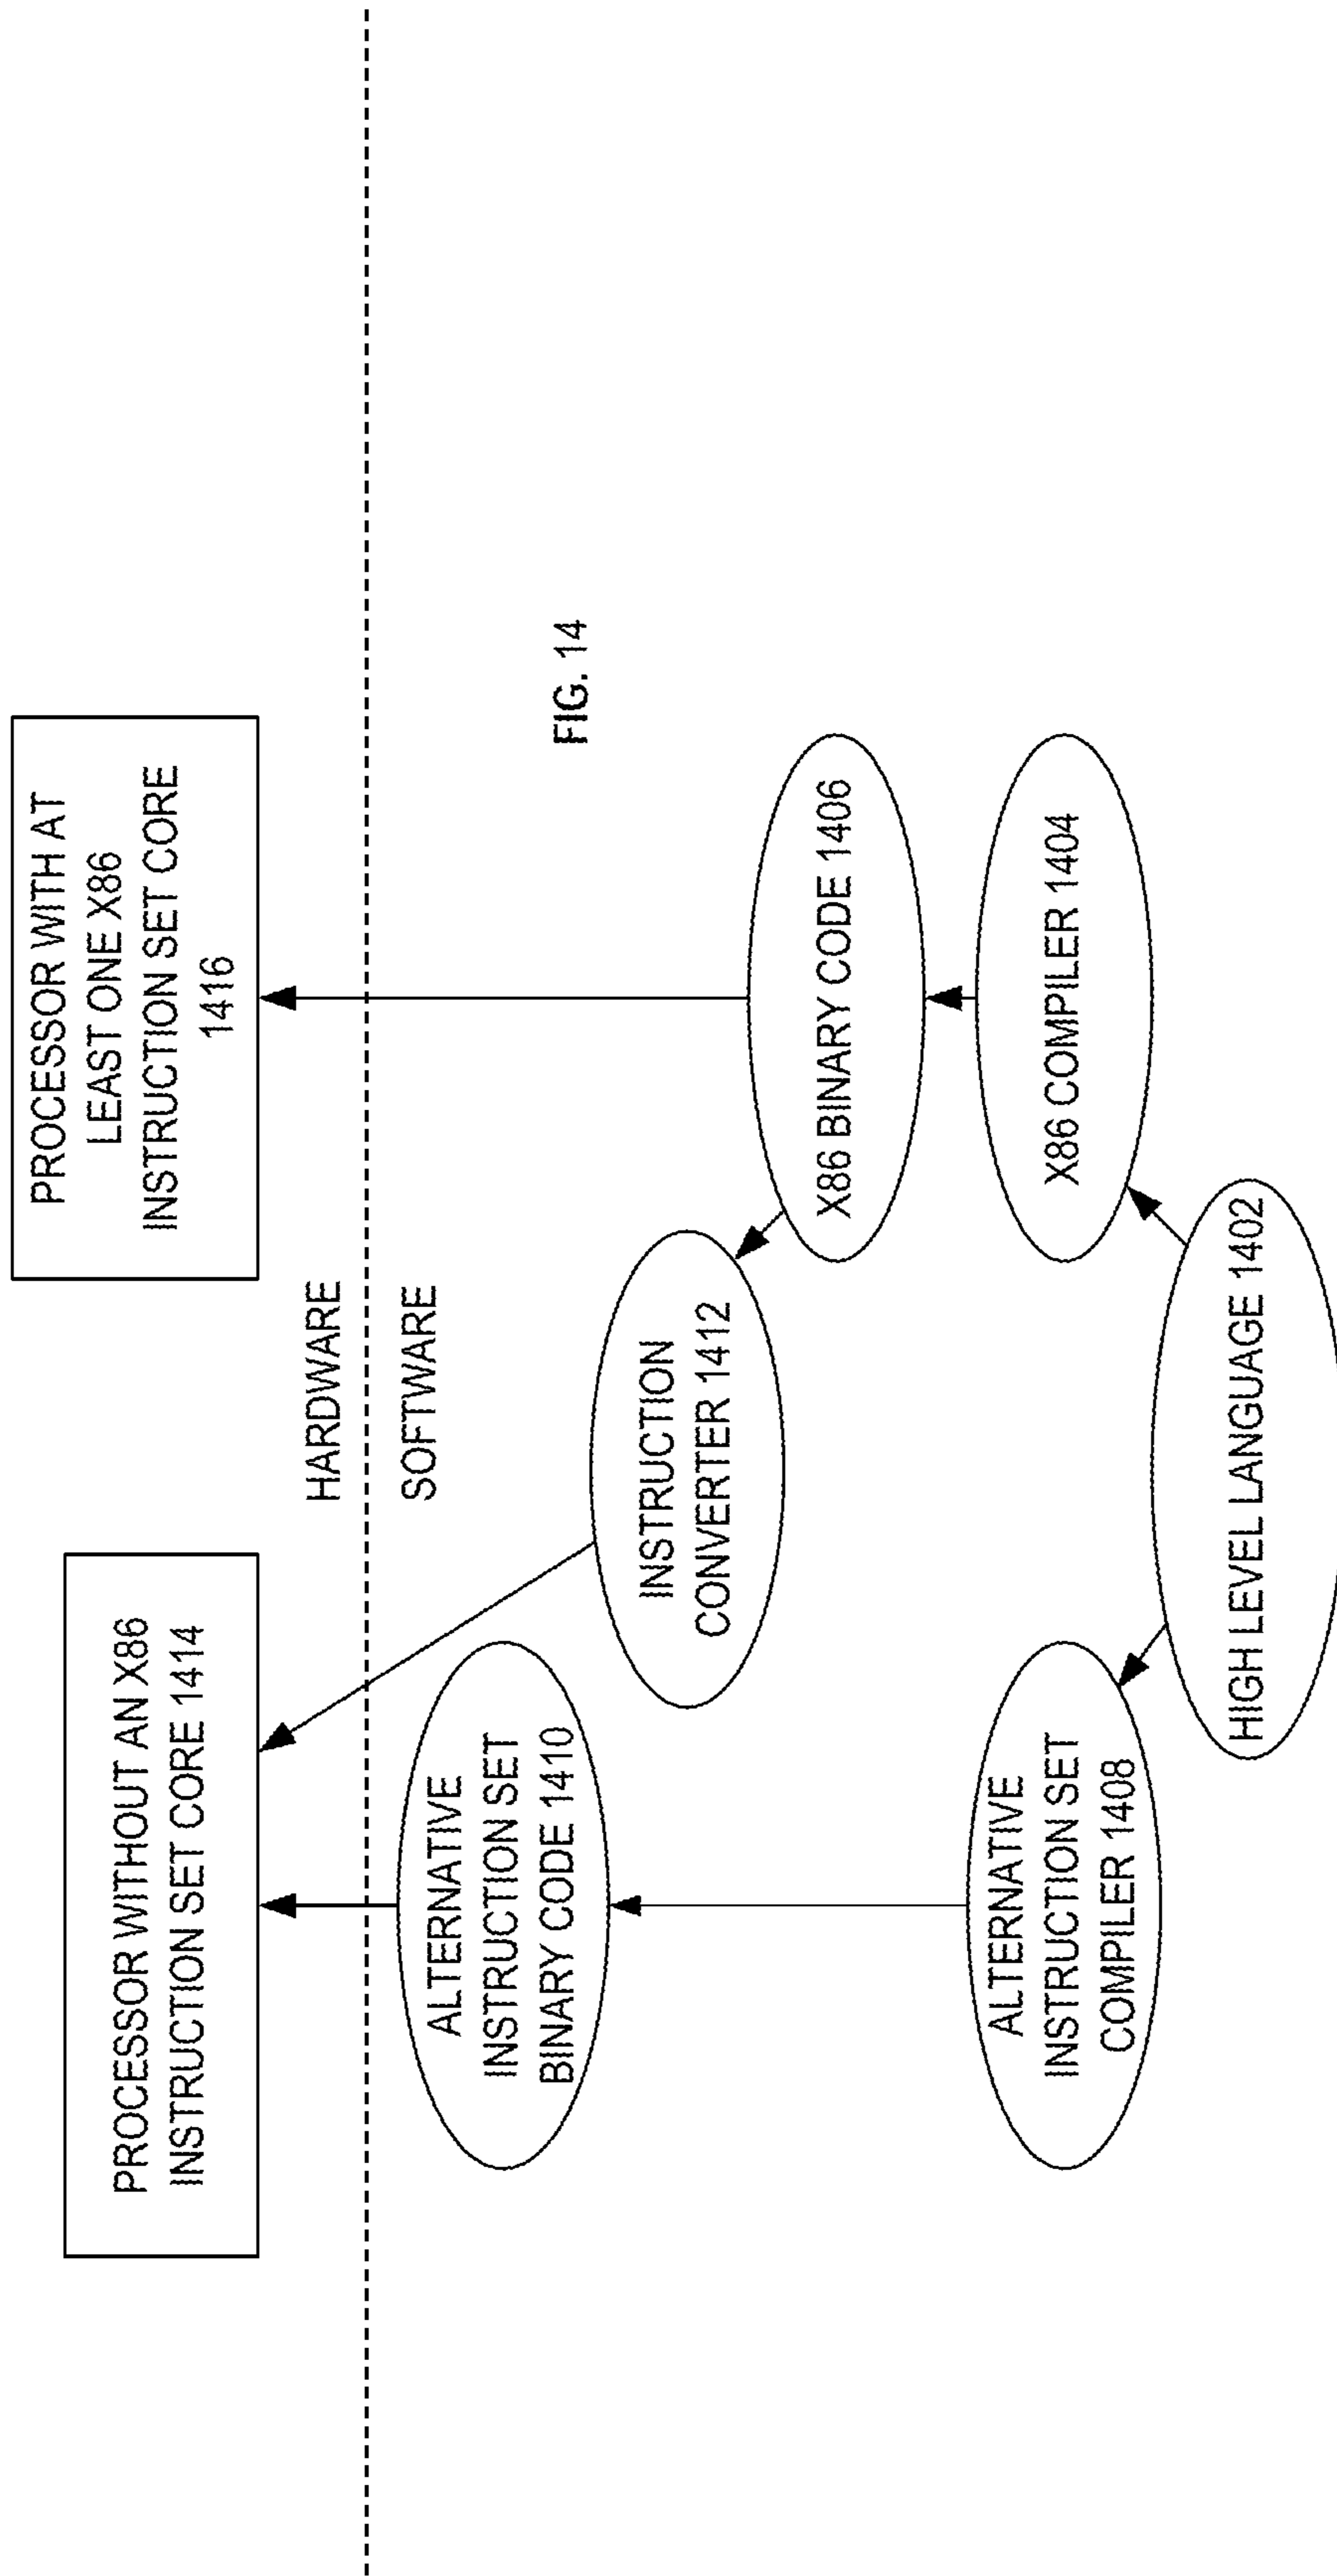 PROCESSOR WITHOUT AN X86
INSTRUCTION SET CORE 1414
PROCESSOR WITH AT
LEAST ONE X86
INSTRUCTION SET CORE
1416
HARDWARE
SOFTWARE
ALTERNATIVE
INSTRUCTION SET
BINARY CODE 1410
INSTRUCTION
CONVERTER 1412
FIG. 14
X86 BINARY CODE 1406
ALTERNATIVE
INSTRUCTION SET
COMPILER 1408
X86 COMPILER 1404
HIGH LEVEL LANGUAGE 1402